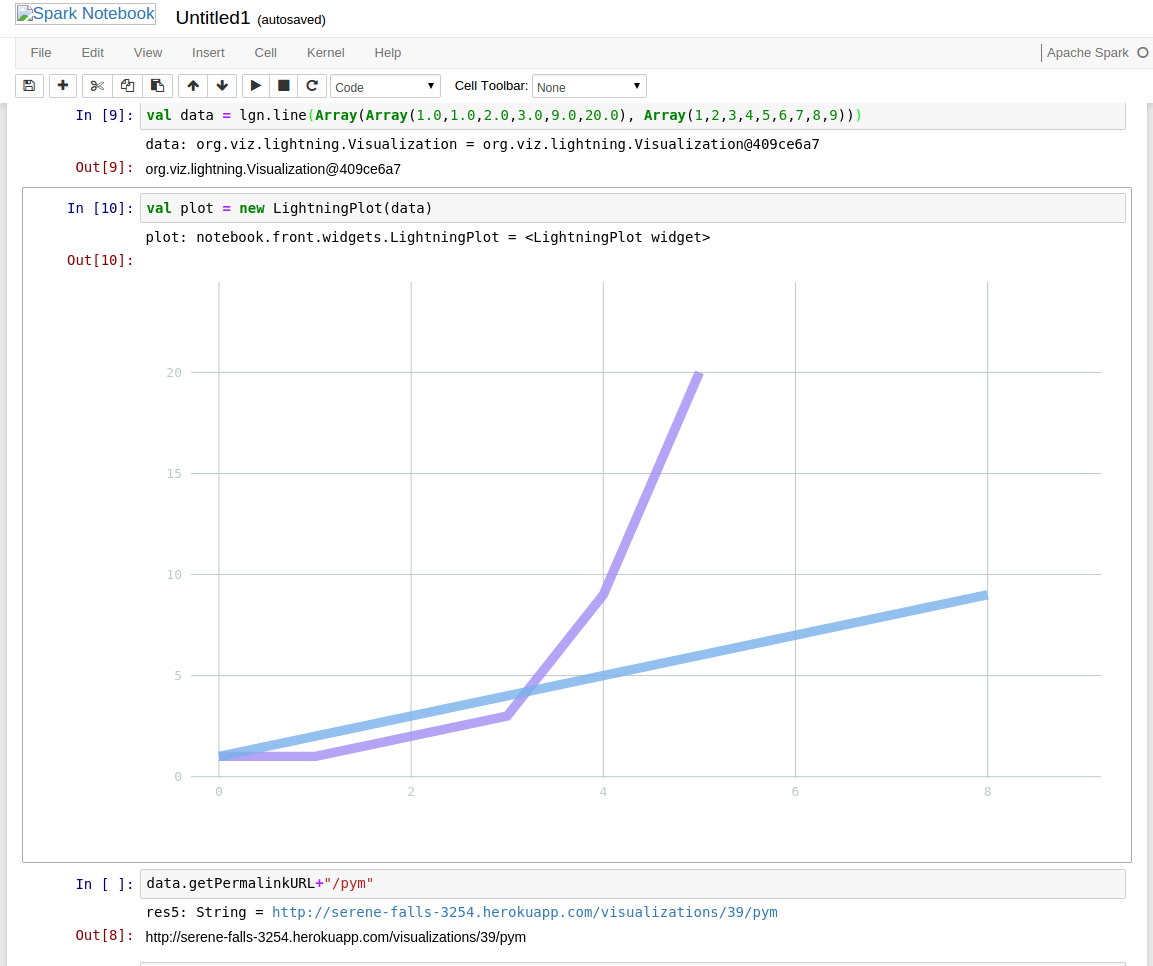 Spark Notebook Untitled1 (autosaved)
File Edit View Insert Cell Kernel Help Apache Spark
Code Cell Toolbar: None
In [9]: val data = lgn.line(Array(Array(1.0,1.0,2.0,3.0,9.0,20.0), Array(1,2,3,4,5,6,7,8,9)))
data: org.viz.lightning.Visualization = org.viz.lightning.Visualization@409ce6a7
Out[9]: org.viz.lightning.Visualization@409ce6a7
In [10]: val plot = new LightningPlot(data)
plot: notebook.front.widgets.LightningPlot = <LightningPlot widget>
Out[10]:
20
15
10
5
0
0 2 4 6 8
In [ ]: data.getPermalinkURL+"/pym"
res5: String = http://serene-falls-3254.herokuapp.com/visualizations/39/pym
Out[8]: http://serene-falls-3254.herokuapp.com/visualizations/39/pym